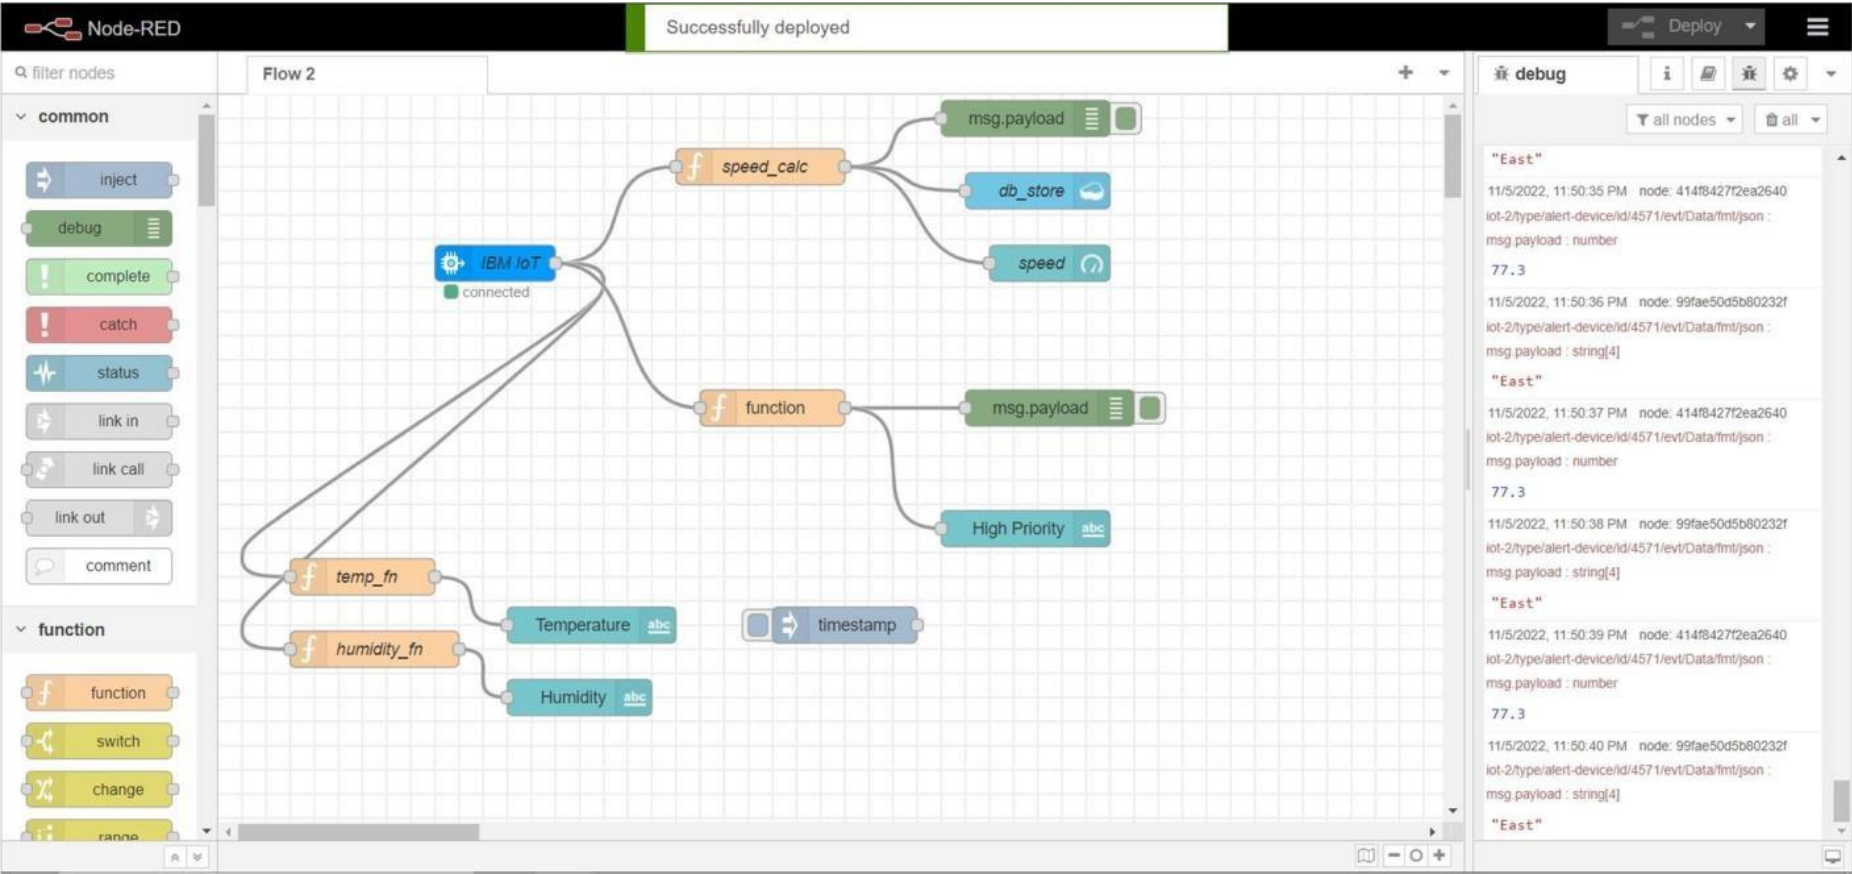 Node-RED
Successfully deployed
Deploy
filter nodes
Flow 2
debug
i
common
all nodes
all
inject
debug
complete
catch
status
link in
link call
link out
comment
function
function
switch
change
range
msg.payload
speed_calc
db_store
IBM IoT
speed
connected
function
msg.payload
High Priority
abc
temp_fn
Temperature
abc
timestamp
humidity_fn
Humidity
abc
"East"
11/5/2022, 11:50:35 PM node: 414f8427f2ea2640
iot-2/type/alert-device/id/4571/evt/Data/fmt/json :
msg.payload : number
77.3
11/5/2022, 11:50:36 PM node: 99fae50d5b80232f
iot-2/type/alert-device/id/4571/evt/Data/fmt/json :
msg.payload : string[4]
"East"
11/5/2022, 11:50:37 PM node: 414f8427f2ea2640
iot-2/type/alert-device/id/4571/evt/Data/fmt/json :
msg.payload : number
77.3
11/5/2022, 11:50:38 PM node: 99fae50d5b80232f
iot-2/type/alert-device/id/4571/evt/Data/fmt/json :
msg.payload : string[4]
"East"
11/5/2022, 11:50:39 PM node: 414f8427f2ea2640
iot-2/type/alert-device/id/4571/evt/Data/fmt/json :
msg.payload : number
77.3
11/5/2022, 11:50:40 PM node: 99fae50d5b80232f
iot-2/type/alert-device/id/4571/evt/Data/fmt/json :
msg.payload : string[4]
"East"